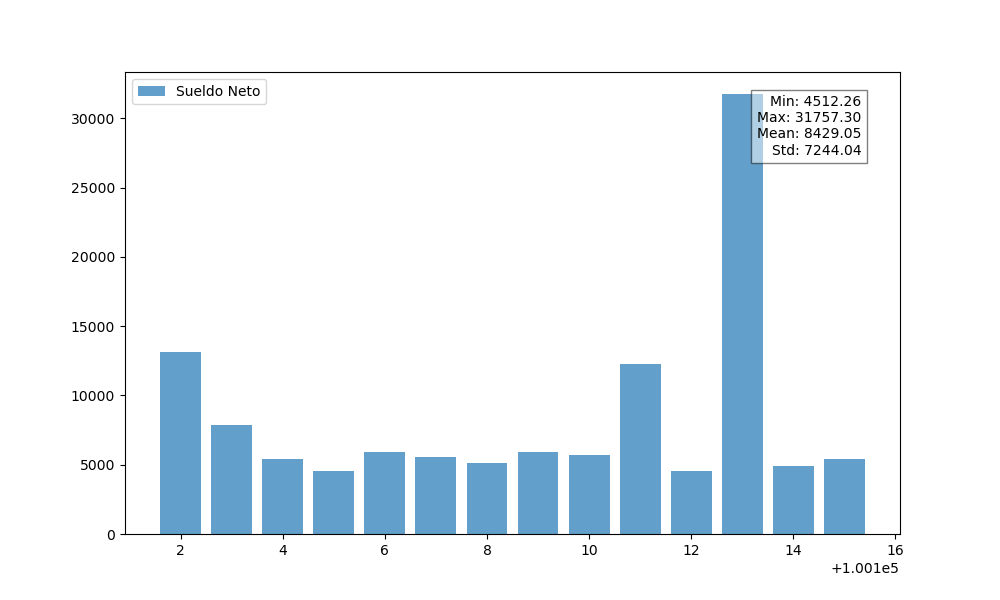 Sueldo Neto
Min: 4512.26
Max: 31757.30
Mean: 8429.05
Std: 7244.04
30000
25000
20000
15000
10000
5000
0
2 4 6 8 10 12 14 16
+1.001e5